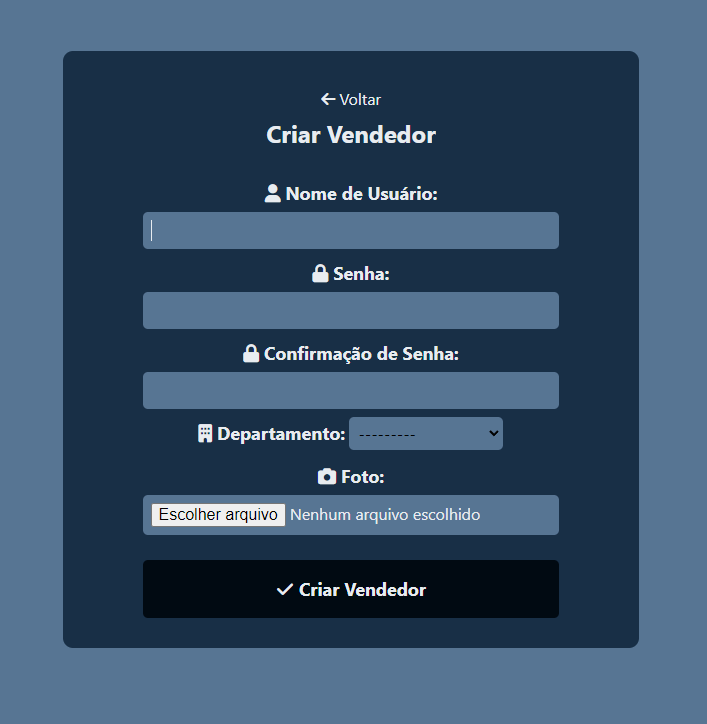 Voltar
Criar Vendedor
Nome de Usuário:
Senha:
Confirmação de Senha:
Departamento: ---------
Foto:
Escolher arquivo Nenhum arquivo escolhido
Criar Vendedor